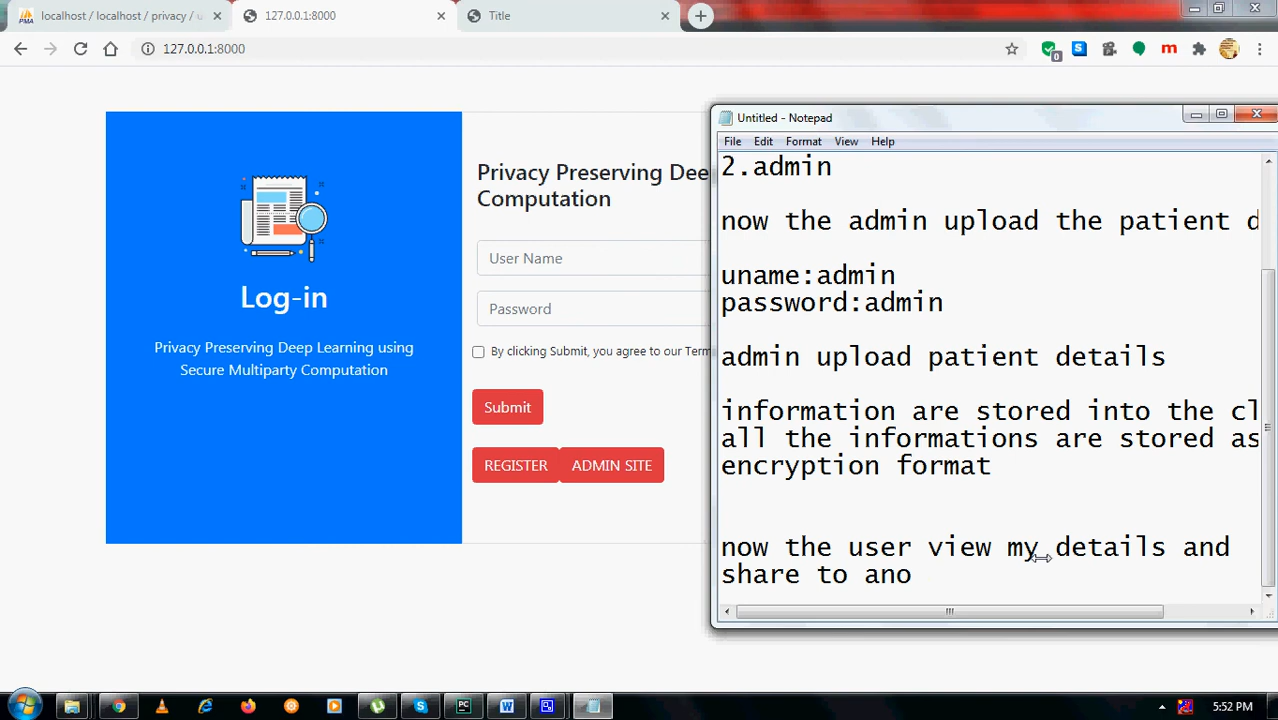 localhost / localhost / privacy / u
127.0.0.1:8000
Title
127.0.0.1:8000
0
S
m
Log-in
Privacy Preserving Deep Learning using
Secure Multiparty Computation
Privacy Preserving Dee
Computation
User Name
Password
By clicking Submit, you agree to our Term
Submit
REGISTER
ADMIN SITE
Untitled - Notepad
File Edit Format View Help
2.admin
now the admin upload the patient d
uname:admin
password:admin
admin upload patient details
information are stored into the cl
all the informations are stored as
encryption format
now the user view my details and
share to ano
5:52 PM